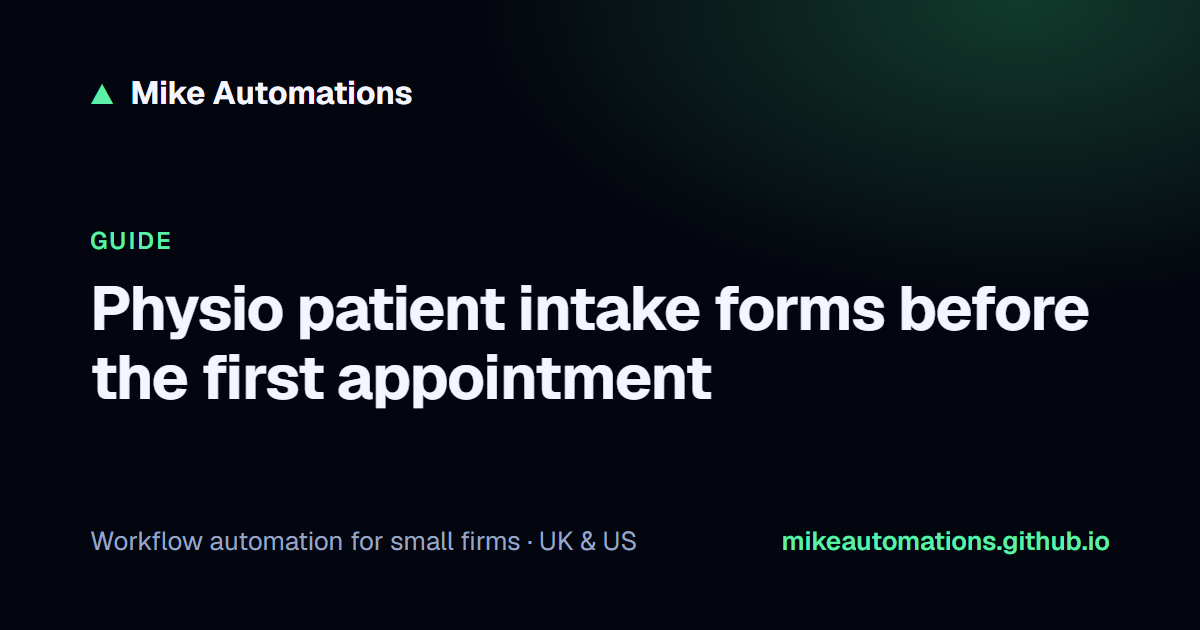 Mike Automations
GUIDE
Physio patient intake forms before
the first appointment
Workflow automation for small firms · UK & US
mikeautomations.github.io